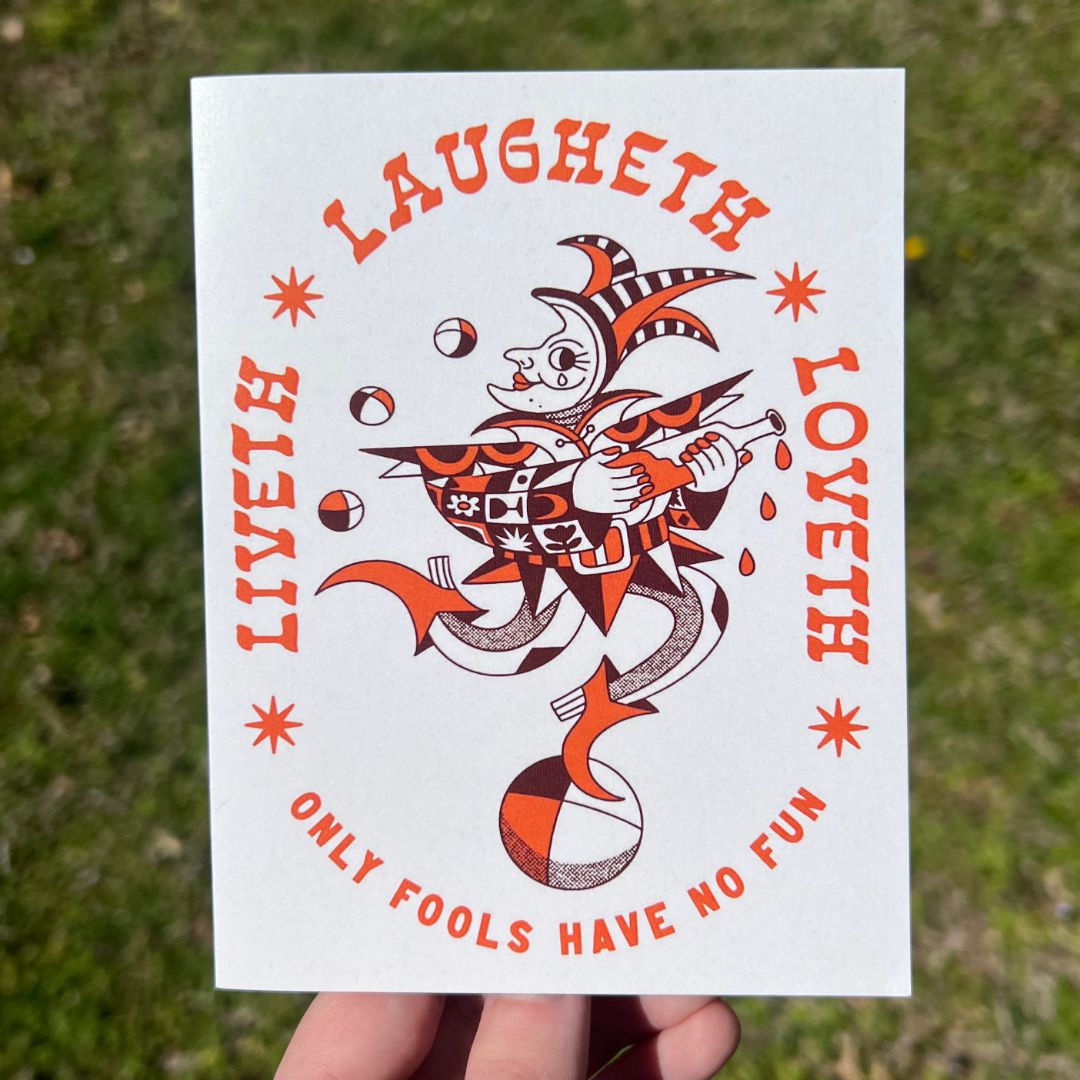 LIVETH
LAUGHETH
LOVETH
ONLY FOOLS HAVE NO FUN